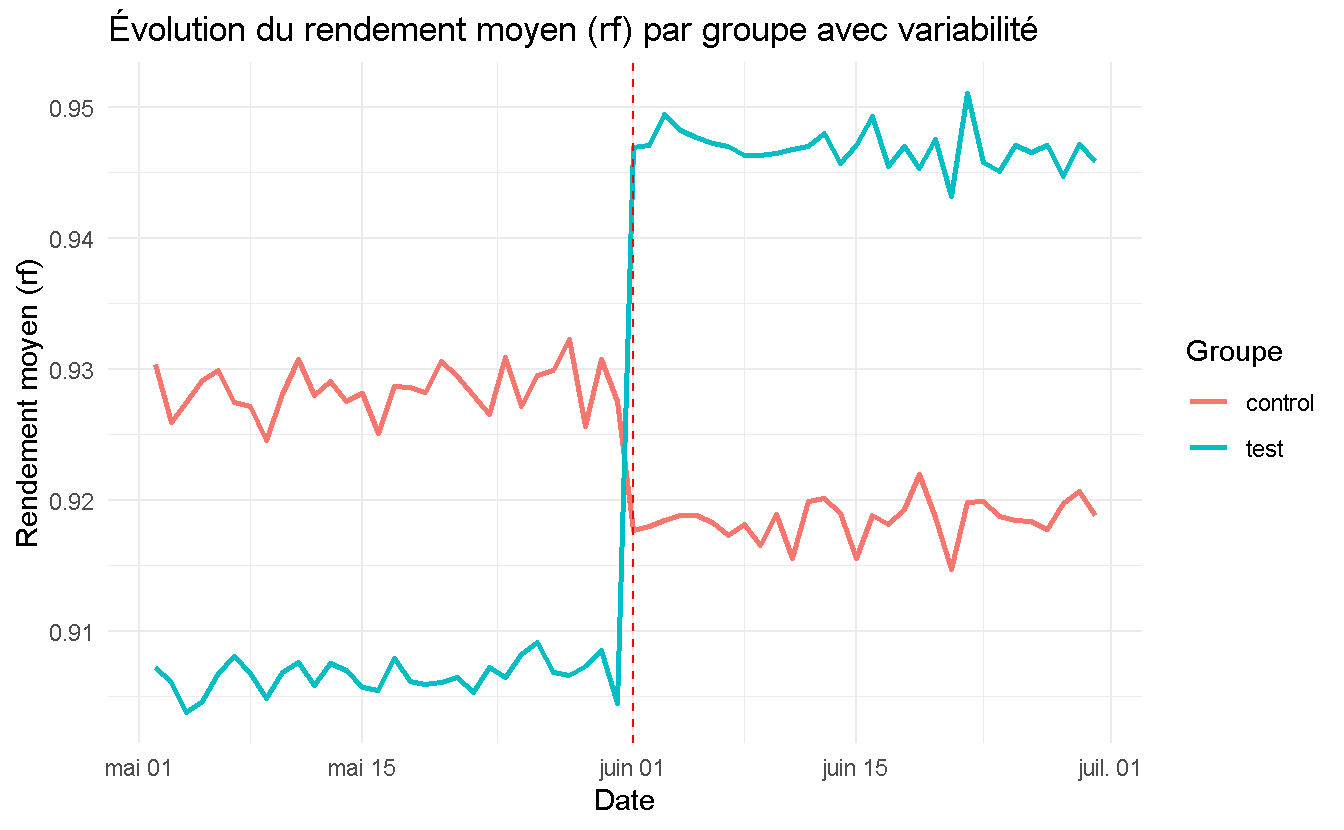 Évolution du rendement moyen (rf) par groupe avec variabilité
Rendement moyen (rf)
0.95
0.94
0.93
0.92
0.91
mai 01
mai 15
juin 01
juin 15
juil. 01
Date
Groupe
control
test